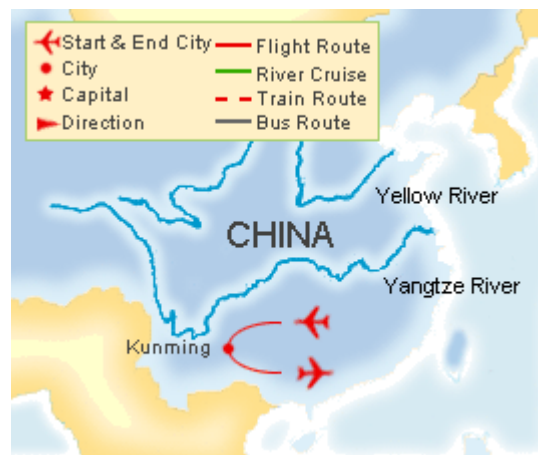 Start & End City
Flight Route
City
River Cruise
Capital
Train Route
Direction
Bus Route
Yellow River
CHINA
Yangtze River
Kunming